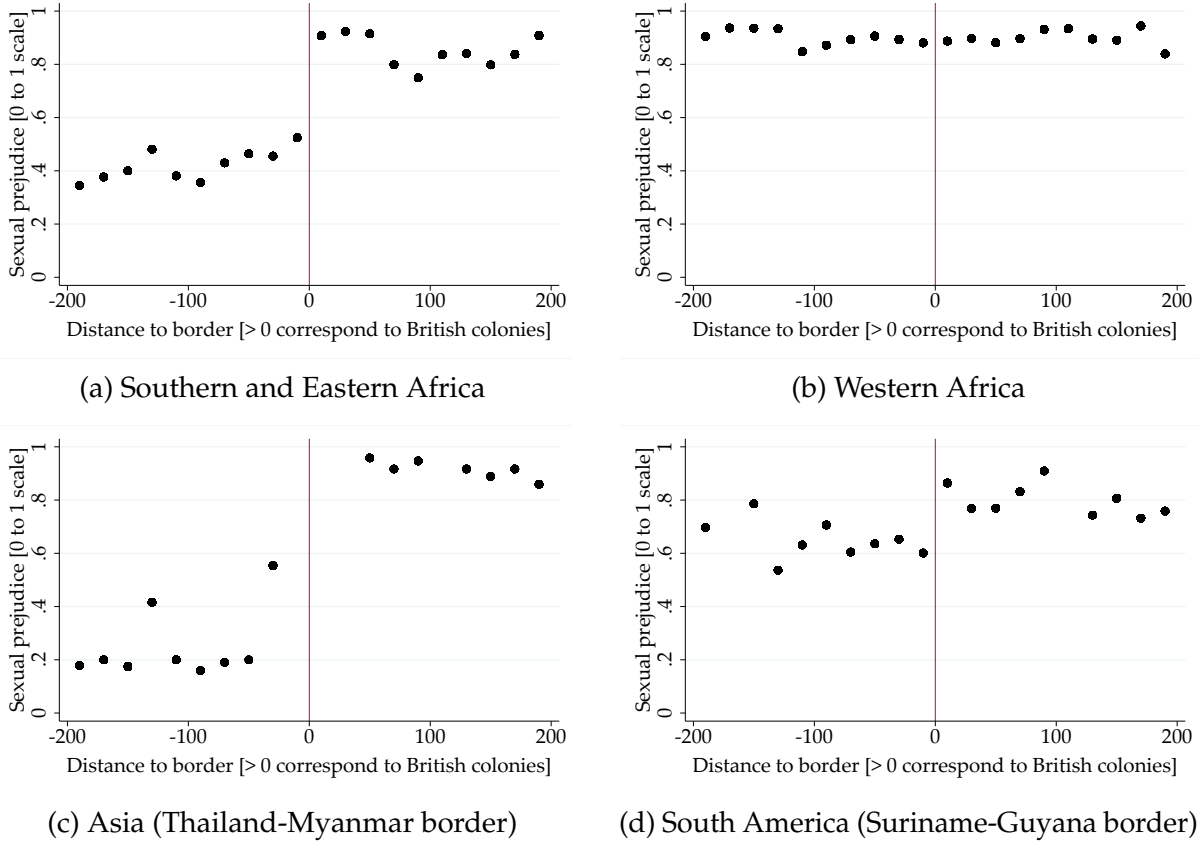 Sexual prejudice [0 to 1 scale]
0 .2 .4 .6 .8 1
-200 -100 0 100 200
Distance to border [> 0 correspond to British colonies]
(a) Southern and Eastern Africa
Sexual prejudice [0 to 1 scale]
0 .2 .4 .6 .8 1
-200 -100 0 100 200
Distance to border [> 0 correspond to British colonies]
(b) Western Africa
Sexual prejudice [0 to 1 scale]
0 .2 .4 .6 .8 1
-200 -100 0 100 200
Distance to border [> 0 correspond to British colonies]
(c) Asia (Thailand-Myanmar border)
Sexual prejudice [0 to 1 scale]
0 .2 .4 .6 .8 1
-200 -100 0 100 200
Distance to border [> 0 correspond to British colonies]
(d) South America (Suriname-Guyana border)